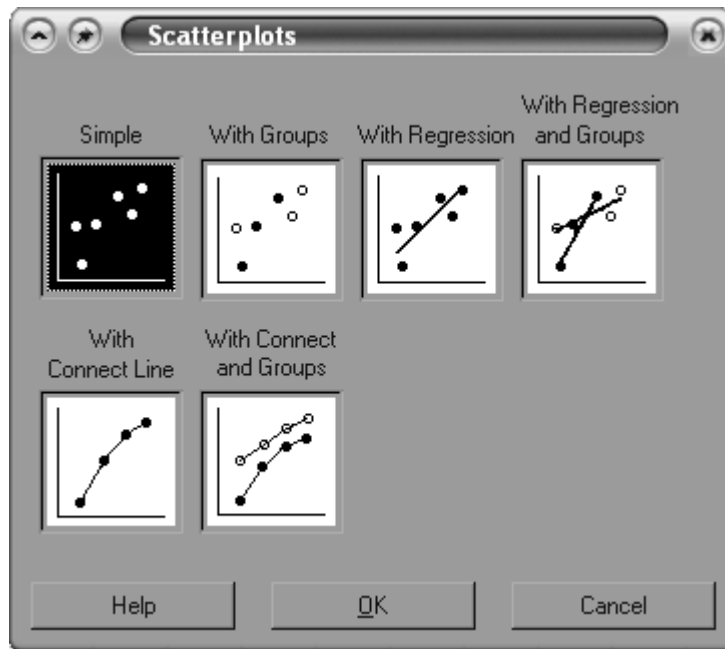 Scatterplots
Simple
With Groups
With Regression
With Regression
and Groups
With
Connect Line
With Connect
and Groups
Help
OK
Cancel